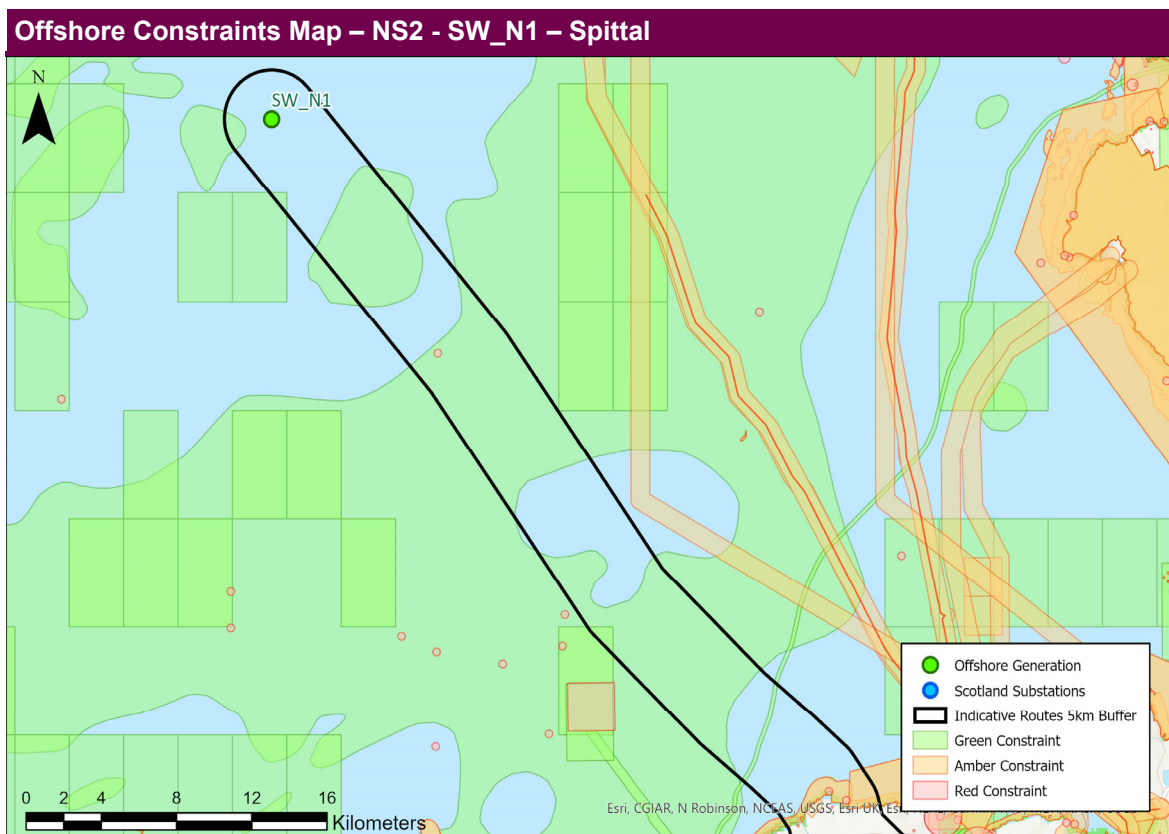 Offshore Constraints Map – NS2 - SW_N1 – Spittal
N
SW_N1
Offshore Generation
Scotland Substations
Indicative Routes 5km Buffer
Green Constraint
Amber Constraint
Red Constraint
0 2 4 8 12 16
Kilometers
Esri, CGIAR, N Robinson, NCEAS, USGS, Esri UK, Esri,